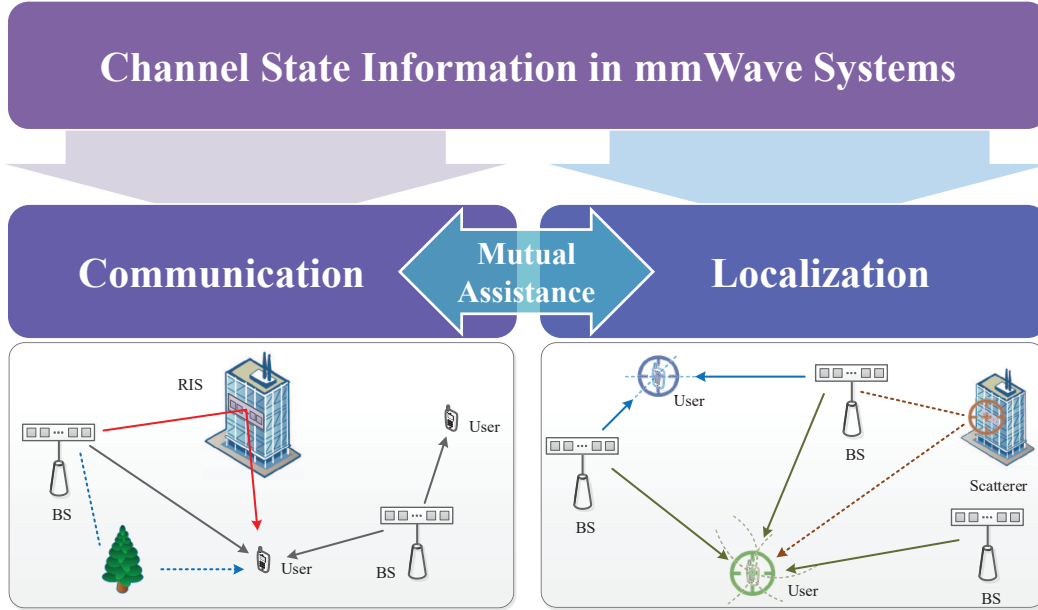 Channel State Information in mmWave Systems
Communication
Mutual
Assistance
Localization
RIS
BS
User
User
BS
User
BS
BS
Scatterer
User
BS